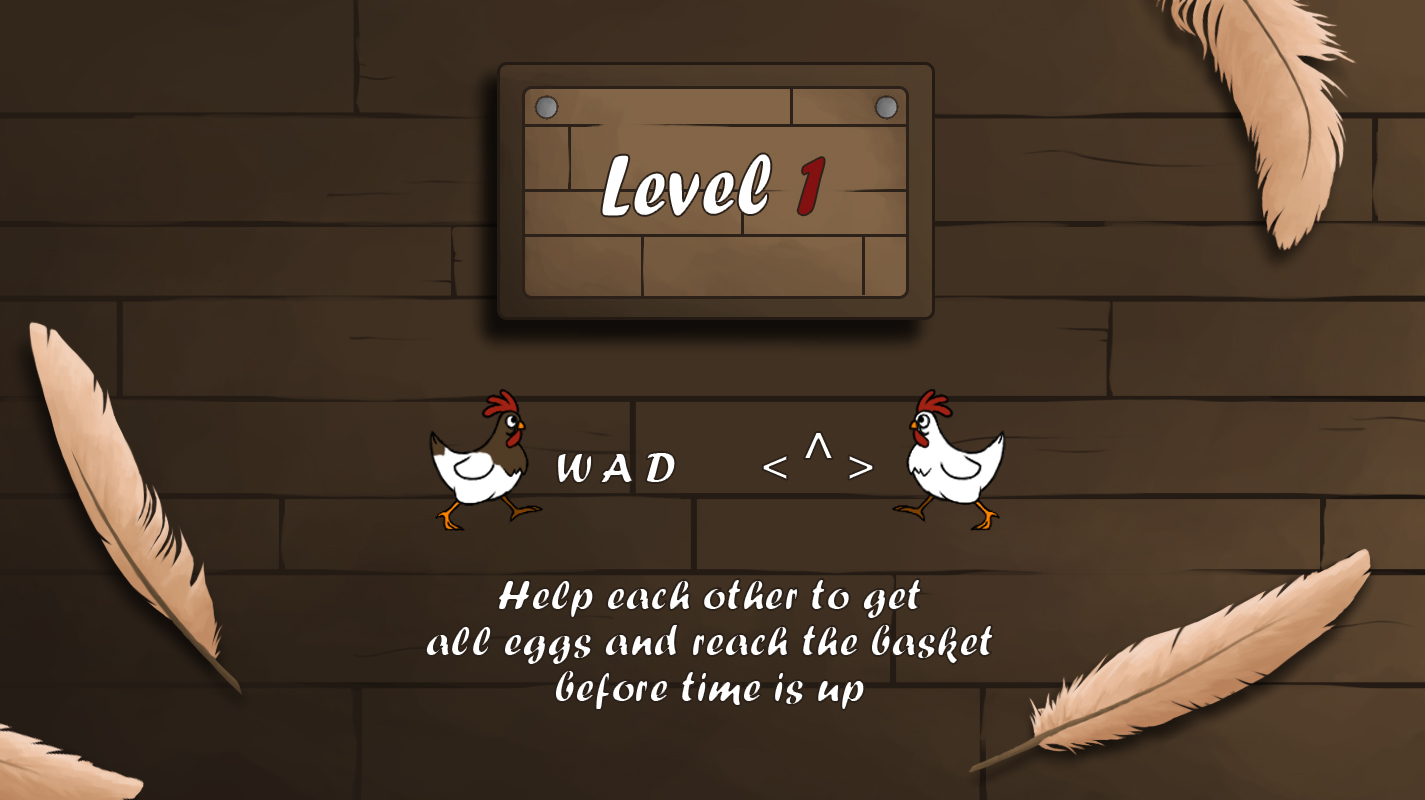 Level 1
W A D < ^ >
Help each other to get
all eggs and reach the basket
before time is up